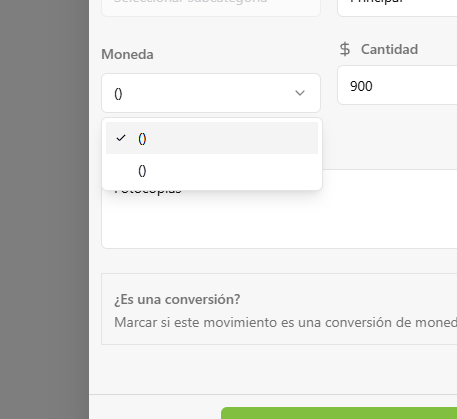 Seleccionar subcategoría
Principal
Moneda
$ Cantidad
()
900
()
()
Fotocopias
¿Es una conversión?
Marcar si este movimiento es una conversión de moned